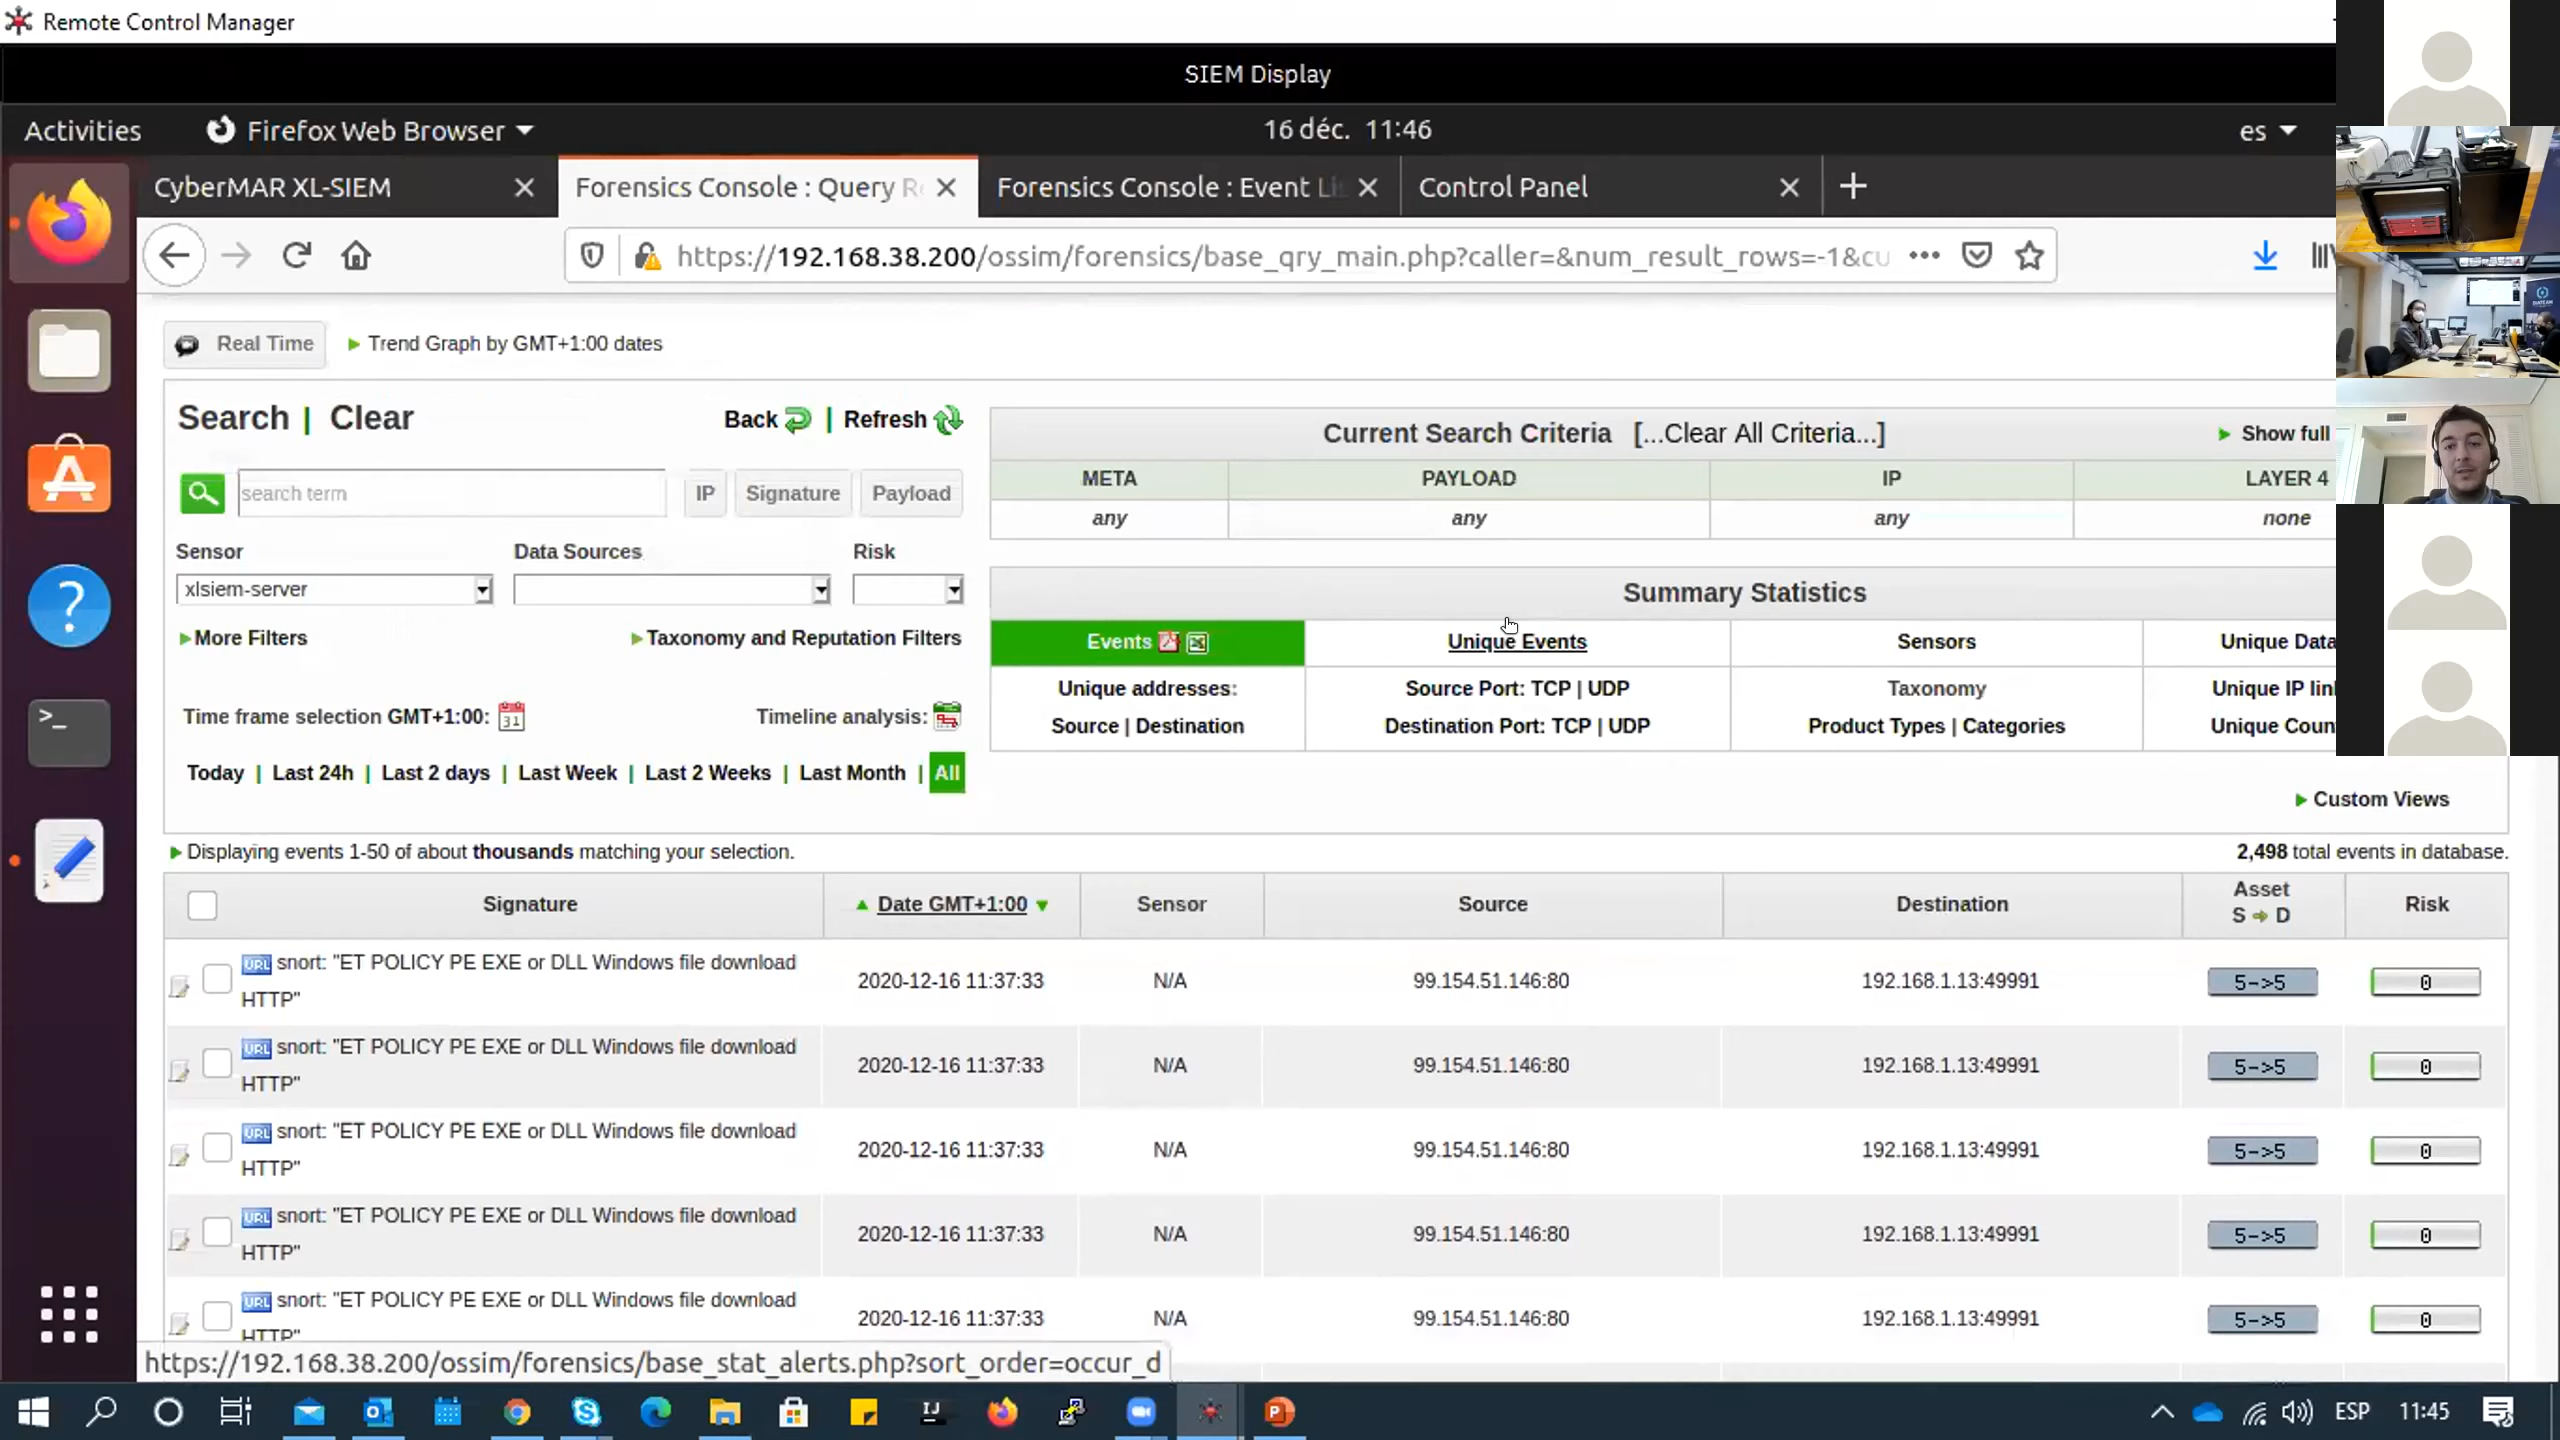 Remote Control Manager
SIEM Display
Activities Firefox Web Browser 16 déc. 11:46 es
CyberMAR XL-SIEM Forensics Console : Query Re Forensics Console : Event Li Control Panel
https://192.168.38.200/ossim/forensics/base_qry_main.php?caller=&num_result_rows=-1&cu
Real Time Trend Graph by GMT+1:00 dates
Search | Clear Back | Refresh
Current Search Criteria [...Clear All Criteria...] Show full
META PAYLOAD IP LAYER 4
any any any none
search term IP Signature Payload
Sensor Data Sources Risk
xlsiem-server
More Filters Taxonomy and Reputation Filters
Summary Statistics
Events Unique Events Sensors Unique Data
Unique addresses: Source Port: TCP | UDP Taxonomy Unique IP lin
Source | Destination Destination Port: TCP | UDP Product Types | Categories Unique Coun
Time frame selection GMT+1:00: 31 Timeline analysis:
Today | Last 24h | Last 2 days | Last Week | Last 2 Weeks | Last Month | All
Custom Views
Displaying events 1-50 of about thousands matching your selection. 2,498 total events in database.
Signature Date GMT+1:00 Sensor Source Destination Asset S D Risk
URL snort: "ET POLICY PE EXE or DLL Windows file download
HTTP" 2020-12-16 11:37:33 N/A 99.154.51.146:80 192.168.1.13:49991 5->5 0
URL snort: "ET POLICY PE EXE or DLL Windows file download
HTTP" 2020-12-16 11:37:33 N/A 99.154.51.146:80 192.168.1.13:49991 5->5 0
URL snort: "ET POLICY PE EXE or DLL Windows file download
HTTP" 2020-12-16 11:37:33 N/A 99.154.51.146:80 192.168.1.13:49991 5->5 0
URL snort: "ET POLICY PE EXE or DLL Windows file download
HTTP" 2020-12-16 11:37:33 N/A 99.154.51.146:80 192.168.1.13:49991 5->5 0
URL snort: "ET POLICY PE EXE or DLL Windows file download
HTTP" 2020-12-16 11:37:33 N/A 99.154.51.146:80 192.168.1.13:49991 5->5 0
https://192.168.38.200/ossim/forensics/base_stat_alerts.php?sort_order=occur_d
ESP 11:45